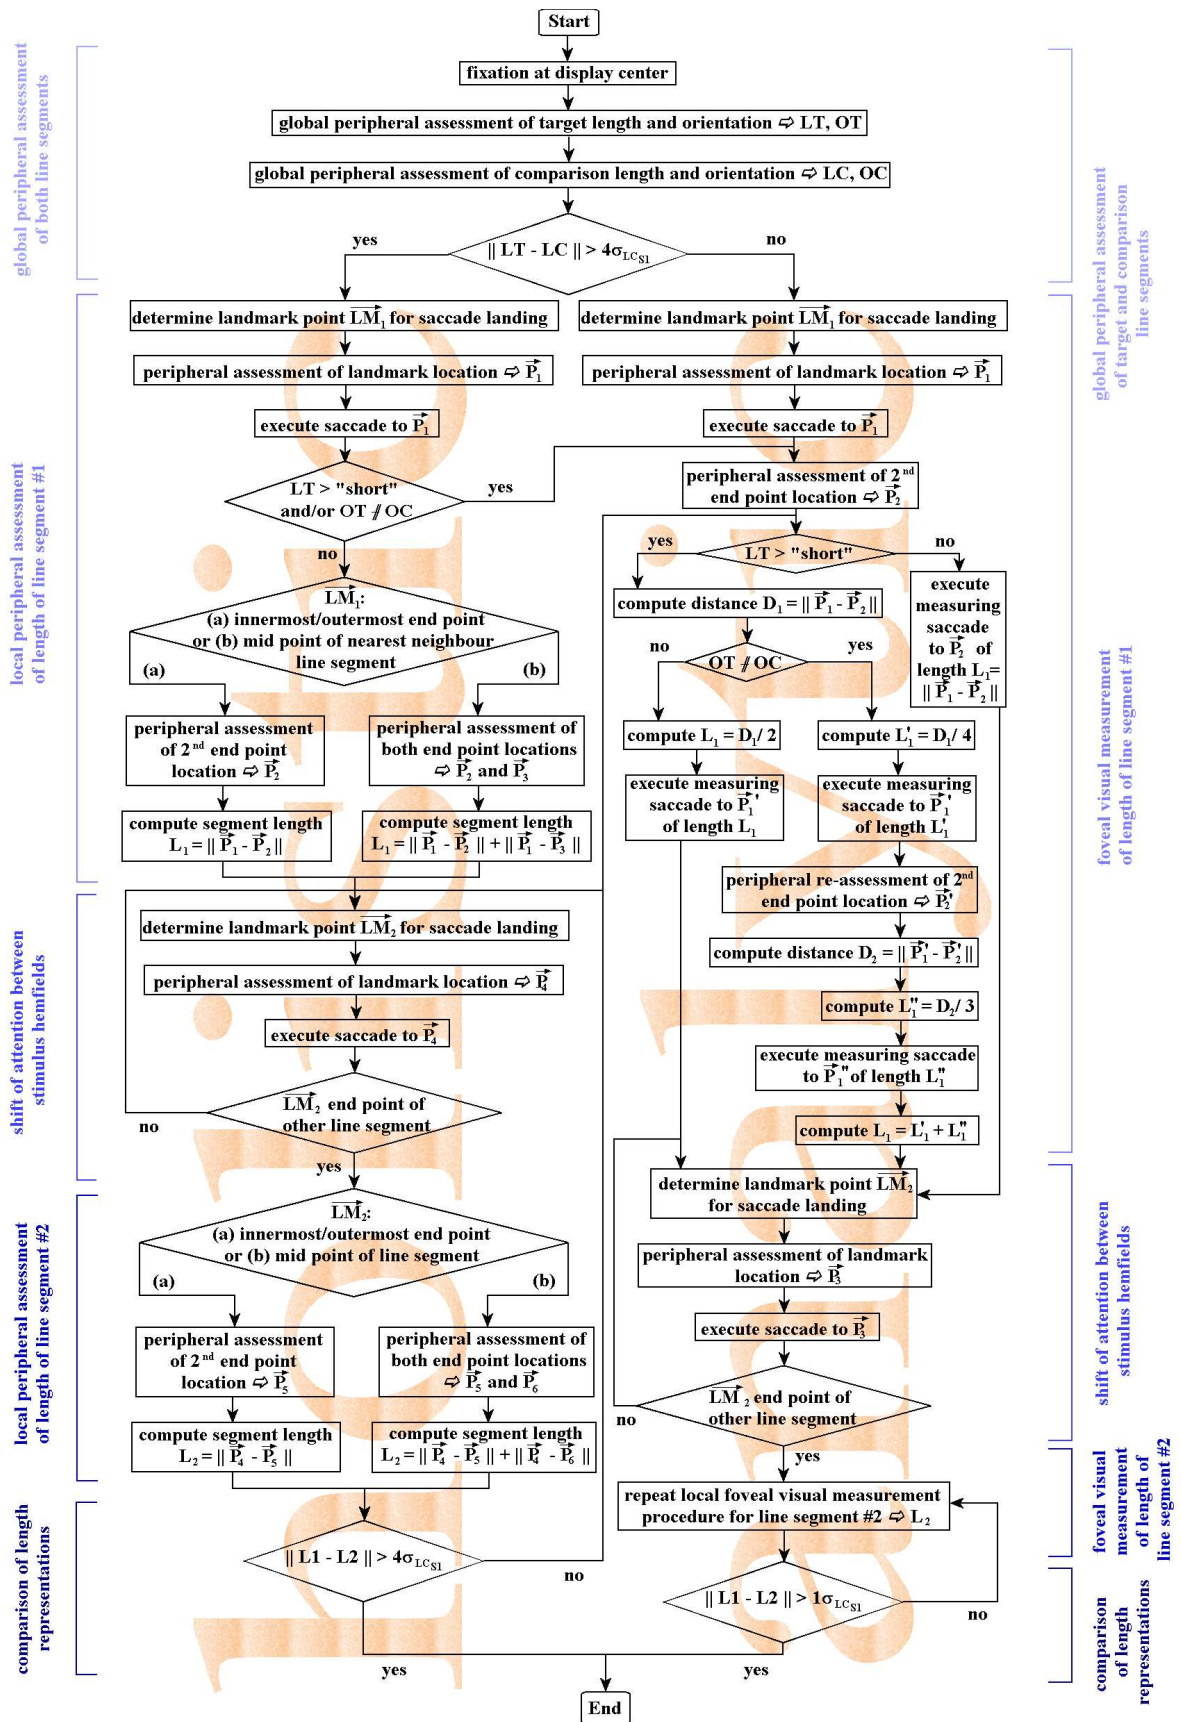 Start
fixation at display center
global peripheral assessment of target length and orientation ⇨ LT, OT
global peripheral assessment of comparison length and orientation ⇨ LC, OC
|| LT - LC || > 4σLCS1
yes
no
global peripheral assessment
of both line segments
global peripheral assessment
of target and comparison
line segments
holistic
analytic
determine landmark point LM1 for saccade landing
peripheral assessment of landmark location ⇨ P1
execute saccade to P1
LT > "short"
and/or OT ∦ OC
yes
no
LM1:
(a) innermost/outermost end point
or (b) mid point of nearest neighbour
line segment
(a)
(b)
peripheral assessment
of 2nd end point
location ⇨ P2
peripheral assessment of
both end point locations
⇨ P2 and P3
compute segment length
L1 = || P1 - P2 ||
compute segment length
L1 = || P1 - P2 || + || P1 - P3 ||
local peripheral assessment
of length of line segment #1
determine landmark point LM2 for saccade landing
peripheral assessment of landmark location ⇨ P4
execute saccade to P4
LM2 end point of
other line segment
no
yes
shift of attention between
stimulus hemfields
LM2:
(a) innermost/outermost end point
or (b) mid point of line segment
(a)
(b)
peripheral assessment
of 2nd end point
location ⇨ P5
peripheral assessment of
both end point locations
⇨ P5 and P6
compute segment length
L2 = || P4 - P5 ||
compute segment length
L2 = || P4 - P5 || + || P4 - P6 ||
local peripheral assessment
of length of line segment #2
|| L1 - L2 || > 4σLCS1
no
yes
comparison of length
representations
determine landmark point LM1 for saccade landing
peripheral assessment of landmark location ⇨ P1
execute saccade to P1
peripheral assessment of 2nd
end point location ⇨ P2
LT > "short"
yes
no
compute distance D1 = || P1 - P2 ||
execute
measuring
saccade
to P2 of
length L1=
|| P1 - P2 ||
OT ∦ OC
no
yes
compute L1 = D1/ 2
compute L1' = D1/ 4
execute measuring
saccade to P1'
of length L1
execute measuring
saccade to P1'
of length L1'
peripheral re-assessment of 2nd
end point location ⇨ P2'
compute distance D2 = || P1' - P2' ||
compute L1" = D2/ 3
execute measuring saccade
to P1" of length L1"
compute L1 = L1' + L1"
foveal visual measurement
of length of line segment #1
determine landmark point LM2
for saccade landing
peripheral assessment of landmark
location ⇨ P3
execute saccade to P3
LM2 end point of
other line segment
no
yes
shift of attention between
stimulus hemfields
repeat local foveal visual measurement
procedure for line segment #2 ⇨ L2
foveal visual
measurement
of length of
line segment #2
|| L1 - L2 || > 1σLCS1
no
yes
comparison
of length
representations
End